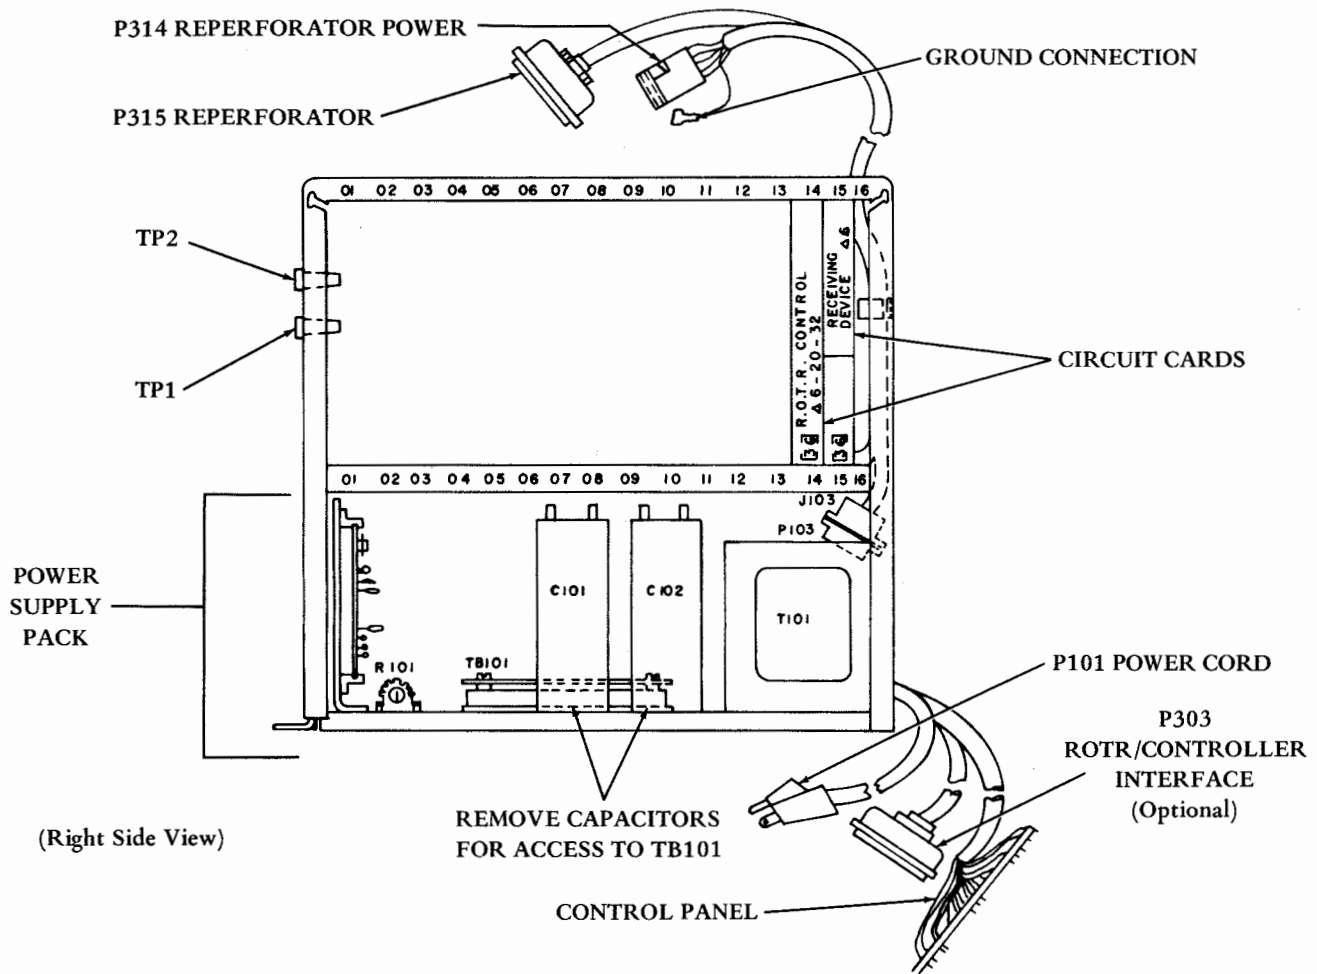 P314 REPERFORATOR POWER
GROUND CONNECTION
P315 REPERFORATOR
01 02 03 04 05 06 07 08 09 10 11 12 13 14 15 16
TP2
TP1
R.O.T.R. CONTROL
Δ6-20-32
36
RECEIVING
DEVICE Δ6
36
CIRCUIT CARDS
01 02 03 04 05 06 07 08 09 10 11 12 13 14 15 16
J103
P103
POWER
SUPPLY
PACK
C101
C102
T101
R101
TB101
P101 POWER CORD
P303
ROTR/CONTROLLER
INTERFACE
(Optional)
REMOVE CAPACITORS
FOR ACCESS TO TB101
(Right Side View)
CONTROL PANEL